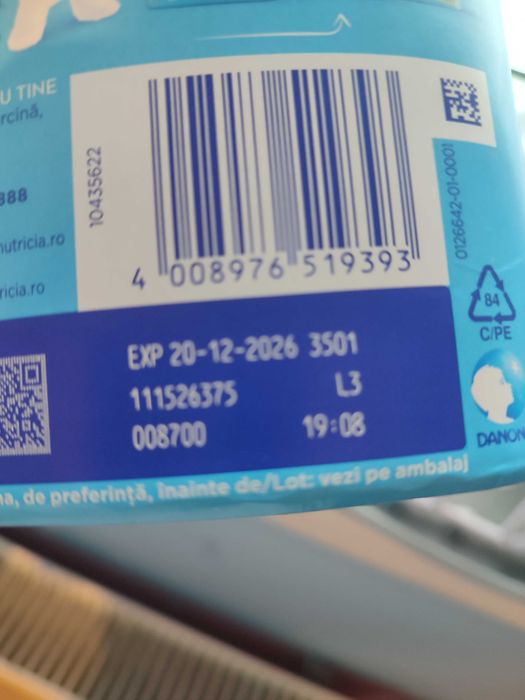 U TINE
rcină,
888
nutricia.ro
ricia.ro
10435622
4 008976 519393
0126642-01-0001
84
C/PE
EXP 20-12-2026 3501
111526375 L3
008700 19:08
DANON
na, de preferință, înainte de/Lot: vezi pe ambalaj